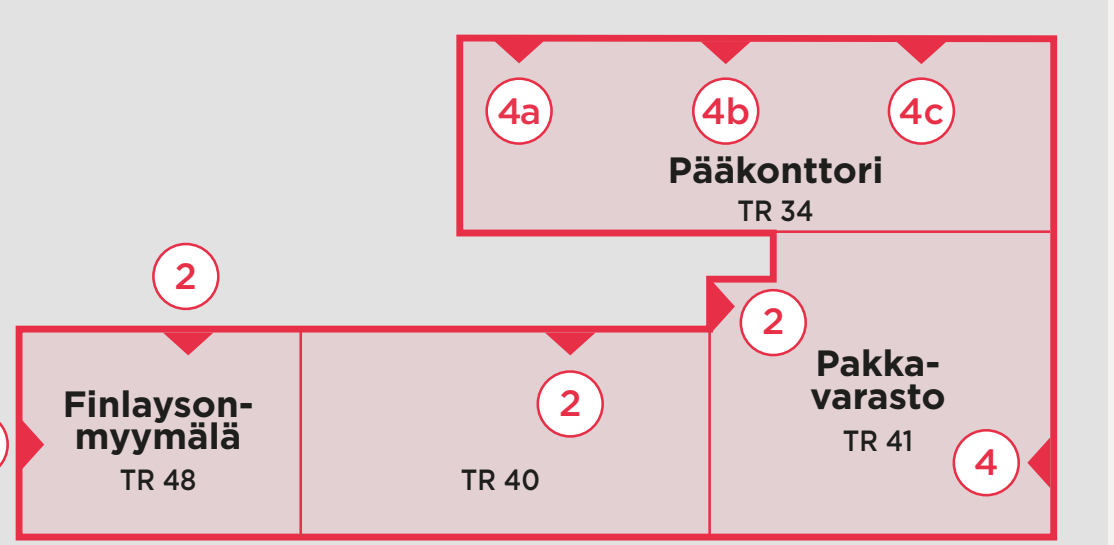 4a
4b
4c
Pääkonttori
TR 34
2
2
Pakka-
varasto
TR 41
4
Finlayson-
myymälä
TR 48
2
TR 40